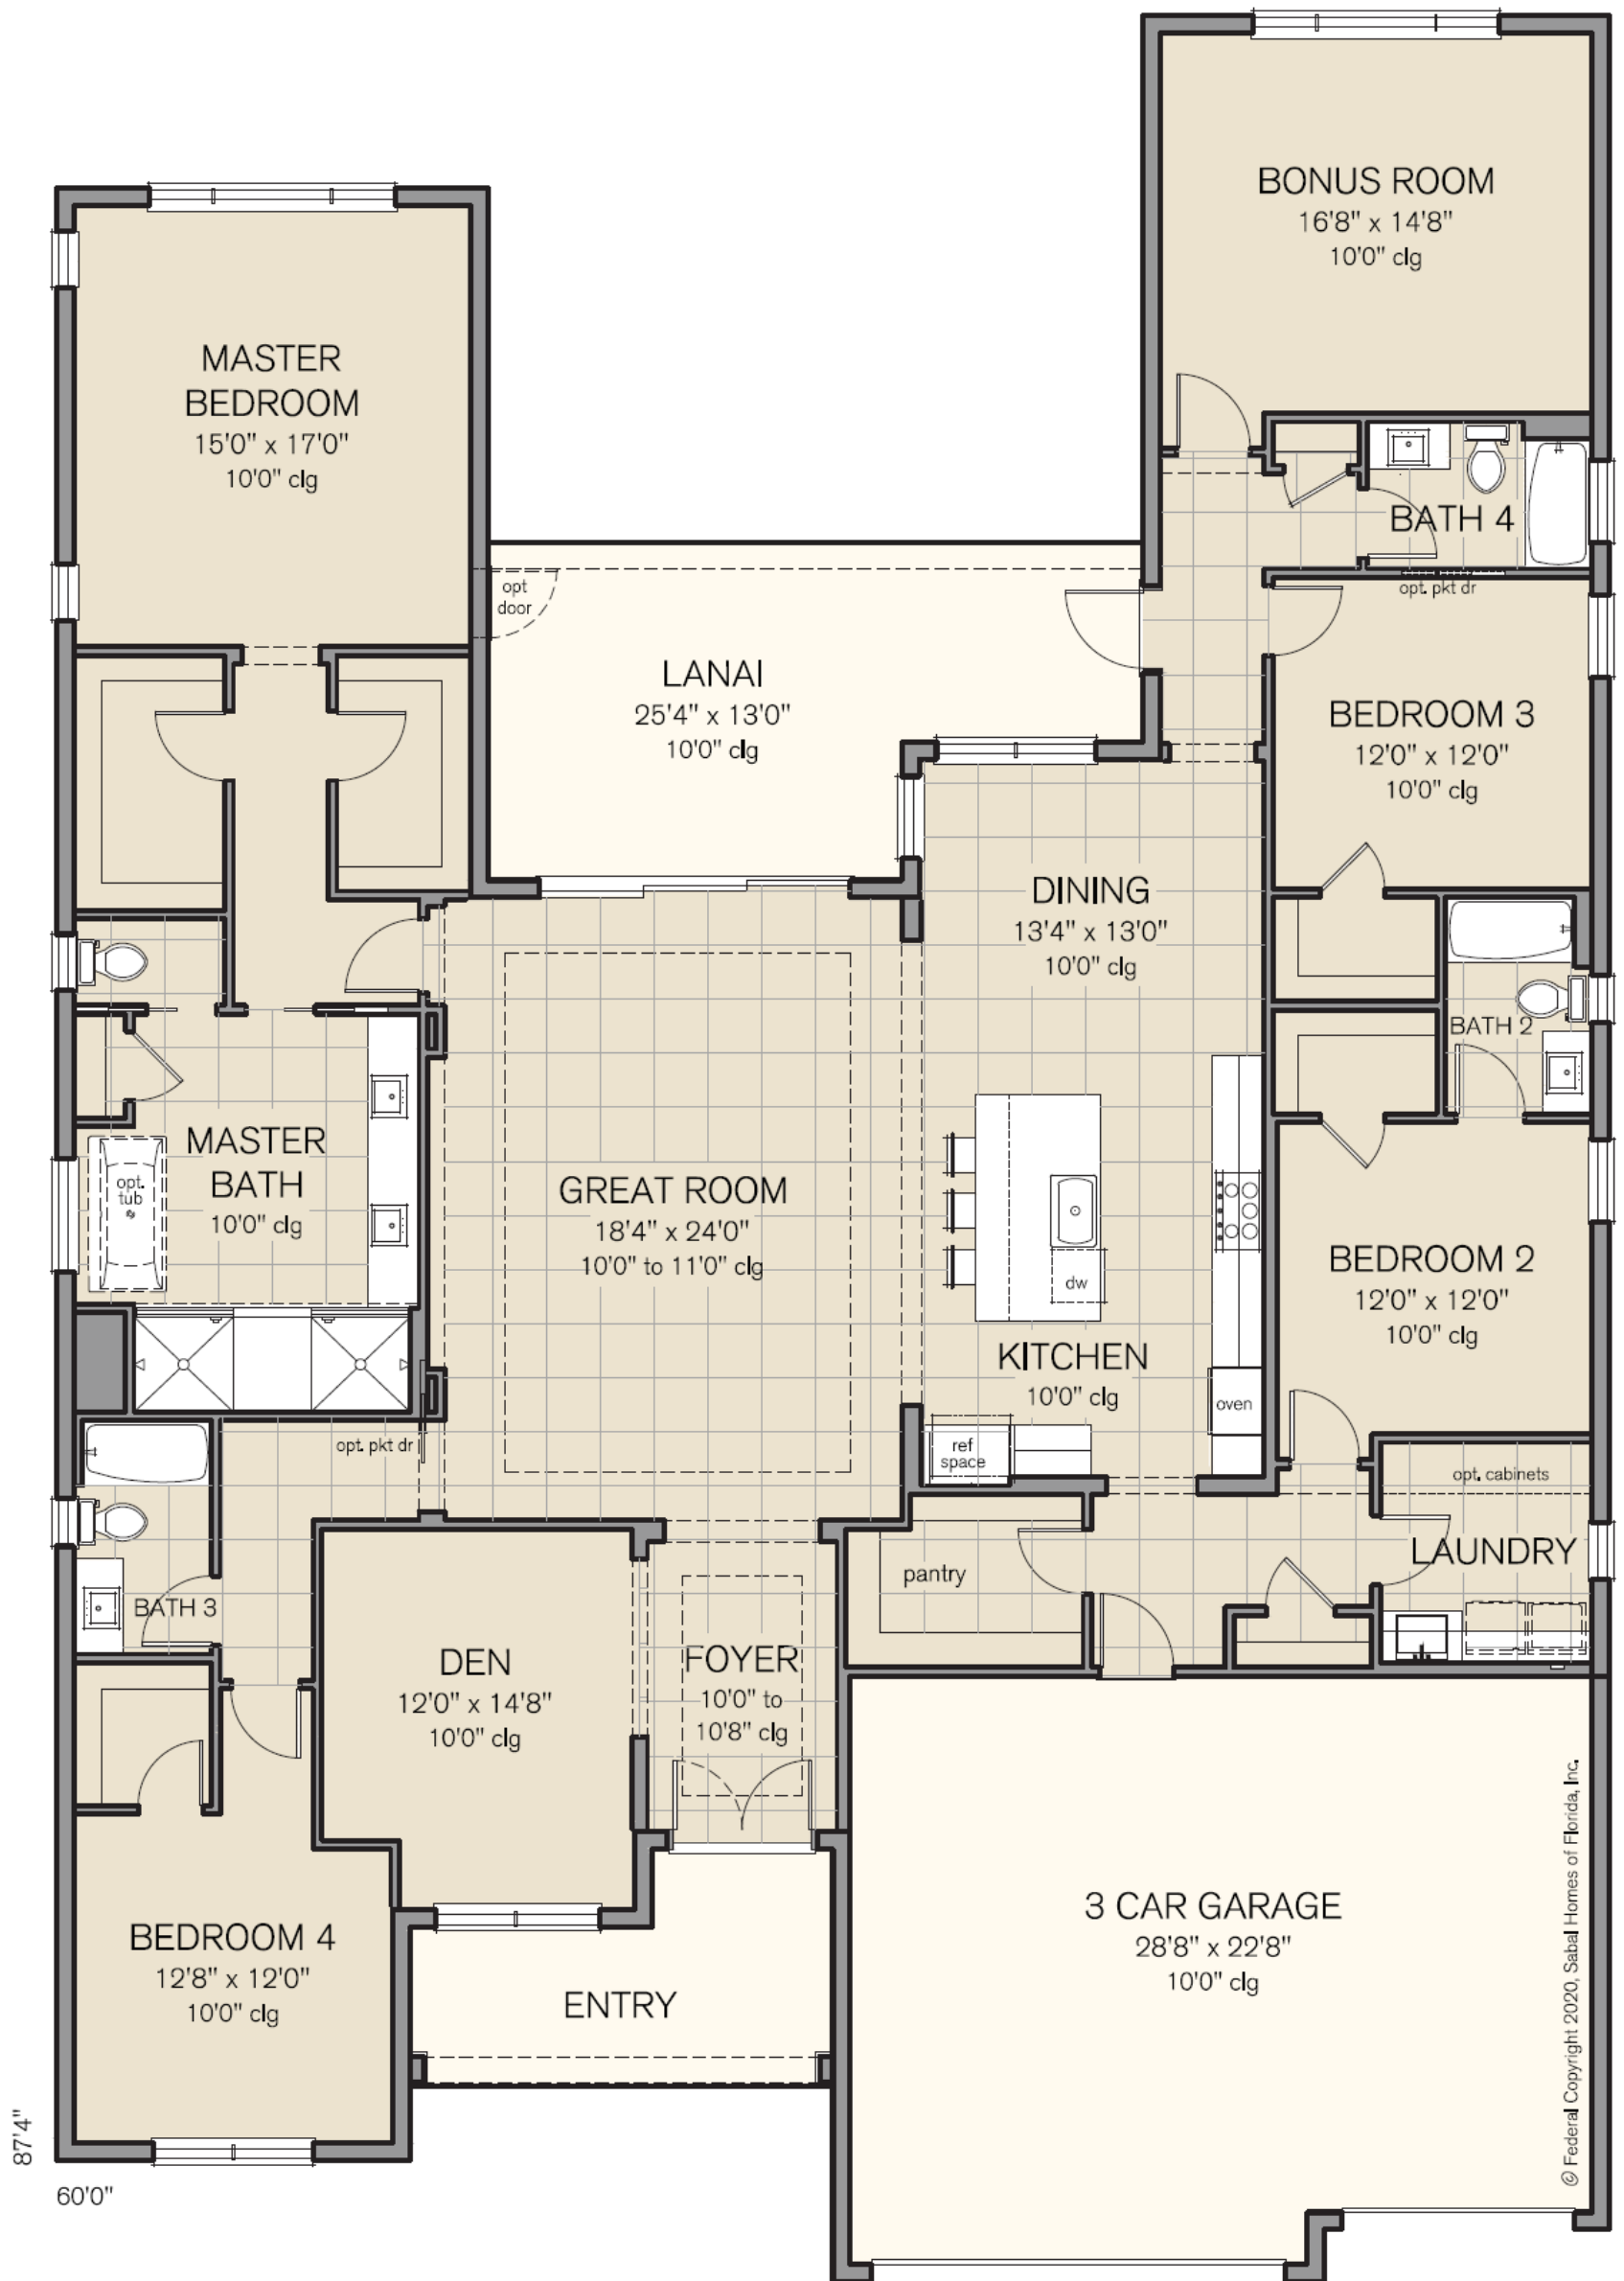 BONUS ROOM
16'8" x 14'8"
10'0" clg
MASTER
BEDROOM
15'0" x 17'0"
10'0" clg
BATH 4
opt. pkt dr
opt
door
LANAI
25'4" x 13'0"
10'0" clg
BEDROOM 3
12'0" x 12'0"
10'0" clg
DINING
13'4" x 13'0"
10'0" clg
BATH 2
MASTER
BATH
10'0" clg
opt.
tub
GREAT ROOM
18'4" x 24'0"
10'0" to 11'0" clg
dw
BEDROOM 2
12'0" x 12'0"
10'0" clg
KITCHEN
10'0" clg
oven
ref
space
opt. pkt dr
opt. cabinets
LAUNDRY
pantry
BATH 3
DEN
12'0" x 14'8"
10'0" clg
FOYER
10'0" to
10'8" clg
3 CAR GARAGE
28'8" x 22'8"
10'0" clg
BEDROOM 4
12'8" x 12'0"
10'0" clg
ENTRY
© Federal Copyright 2020, Sabal Homes of Florida, Inc.
87'4"
60'0"